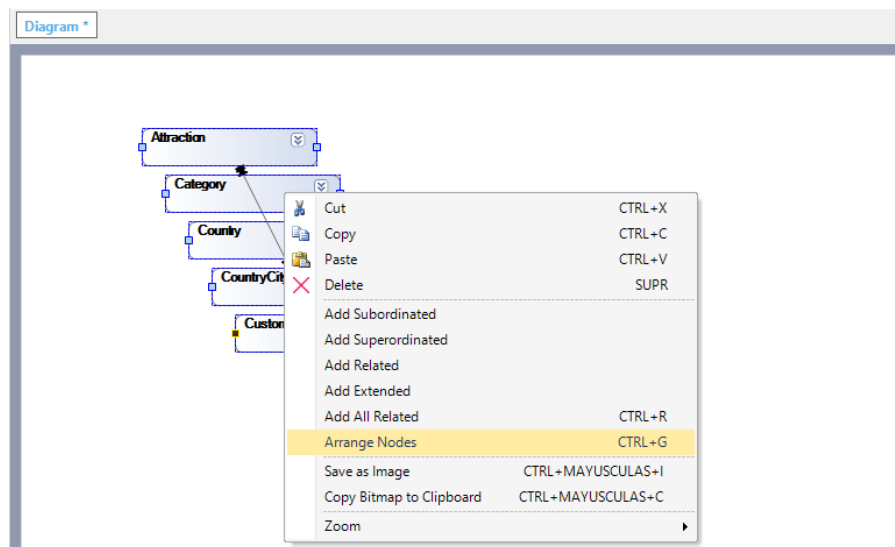 Diagram *
Attraction
Category
Country
CountryCit
Custom
Cut CTRL+X
Copy CTRL+C
Paste CTRL+V
Delete SUPR
Add Subordinated
Add Superordinated
Add Related
Add Extended
Add All Related CTRL+R
Arrange Nodes CTRL+G
Save as Image CTRL+MAYUSCULAS+I
Copy Bitmap to Clipboard CTRL+MAYUSCULAS+C
Zoom